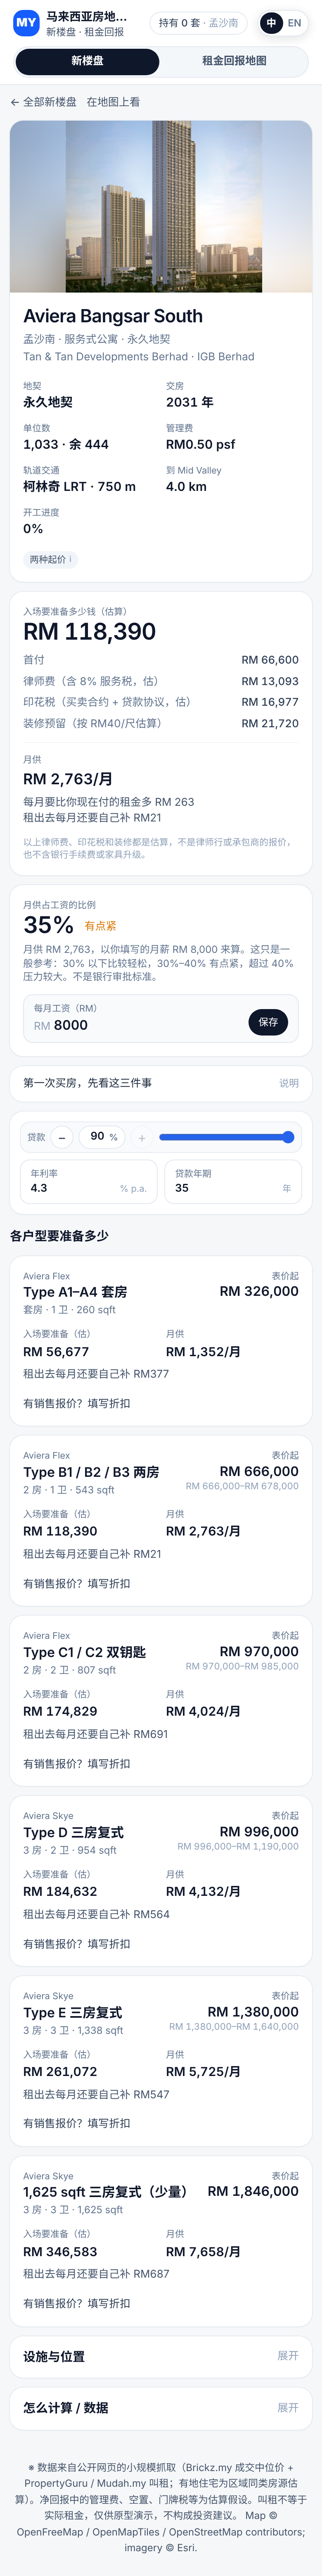 MY
马来西亚房地...
新楼盘 · 租金回报
持有 0 套 · 孟沙南
中
EN
新楼盘
租金回报地图
← 全部新楼盘
在地图上看
Aviera Bangsar South
孟沙南 · 服务式公寓 · 永久地契
Tan & Tan Developments Berhad · IGB Berhad
地契
交房
永久地契
2031 年
单位数
管理费
1,033 · 余 444
RM0.50 psf
轨道交通
到 Mid Valley
柯林奇 LRT · 750 m
4.0 km
开工进度
0%
两种起价 i
入场要准备多少钱（估算）
RM 118,390
首付
RM 66,600
律师费（含 8% 服务税，估）
RM 13,093
印花税（买卖合约 + 贷款协议，估）
RM 16,977
装修预留（按 RM40/尺估算）
RM 21,720
月供
RM 2,763/月
每月要比你现在付的租金多 RM 263
租出去每月还要自己补 RM21
以上律师费、印花税和装修都是估算，不是律师行或承包商的报价，
也不含银行手续费或家具升级。
月供占工资的比例
35%
有点紧
月供 RM 2,763，以你填写的月薪 RM 8,000 来算。这只是一
般参考：30% 以下比较轻松，30%–40% 有点紧，超过 40%
压力较大。不是银行审批标准。
每月工资（RM）
RM 8000
保存
第一次买房，先看这三件事
说明
贷款
−
90 %
+
年利率
贷款年期
4.3
% p.a.
35
年
各户型要准备多少
Aviera Flex
表价起
Type A1–A4 套房
RM 326,000
套房 · 1 卫 · 260 sqft
入场要准备（估）
月供
RM 56,677
RM 1,352/月
租出去每月还要自己补 RM377
有销售报价？填写折扣
Aviera Flex
表价起
Type B1 / B2 / B3 两房
RM 666,000
2 房 · 1 卫 · 543 sqft
RM 666,000–RM 678,000
入场要准备（估）
月供
RM 118,390
RM 2,763/月
租出去每月还要自己补 RM21
有销售报价？填写折扣
Aviera Flex
表价起
Type C1 / C2 双钥匙
RM 970,000
2 房 · 2 卫 · 807 sqft
RM 970,000–RM 985,000
入场要准备（估）
月供
RM 174,829
RM 4,024/月
租出去每月还要自己补 RM691
有销售报价？填写折扣
Aviera Skye
表价起
Type D 三房复式
RM 996,000
3 房 · 2 卫 · 954 sqft
RM 996,000–RM 1,190,000
入场要准备（估）
月供
RM 184,632
RM 4,132/月
租出去每月还要自己补 RM564
有销售报价？填写折扣
Aviera Skye
表价起
Type E 三房复式
RM 1,380,000
3 房 · 3 卫 · 1,338 sqft
RM 1,380,000–RM 1,640,000
入场要准备（估）
月供
RM 261,072
RM 5,725/月
租出去每月还要自己补 RM547
有销售报价？填写折扣
Aviera Skye
表价起
1,625 sqft 三房复式（少量）
RM 1,846,000
3 房 · 3 卫 · 1,625 sqft
入场要准备（估）
月供
RM 346,583
RM 7,658/月
租出去每月还要自己补 RM687
有销售报价？填写折扣
设施与位置
展开
怎么计算 / 数据
展开
※ 数据来自公开网页的小规模抓取（Brickz.my 成交中位价 +
PropertyGuru / Mudah.my 叫租；有地住宅为区域同类房源估
算）。净回报中的管理费、空置、门牌税等为估算假设。叫租不等于
实际租金，仅供原型演示，不构成投资建议。 Map ©
OpenFreeMap / OpenMapTiles / OpenStreetMap contributors;
imagery © Esri.